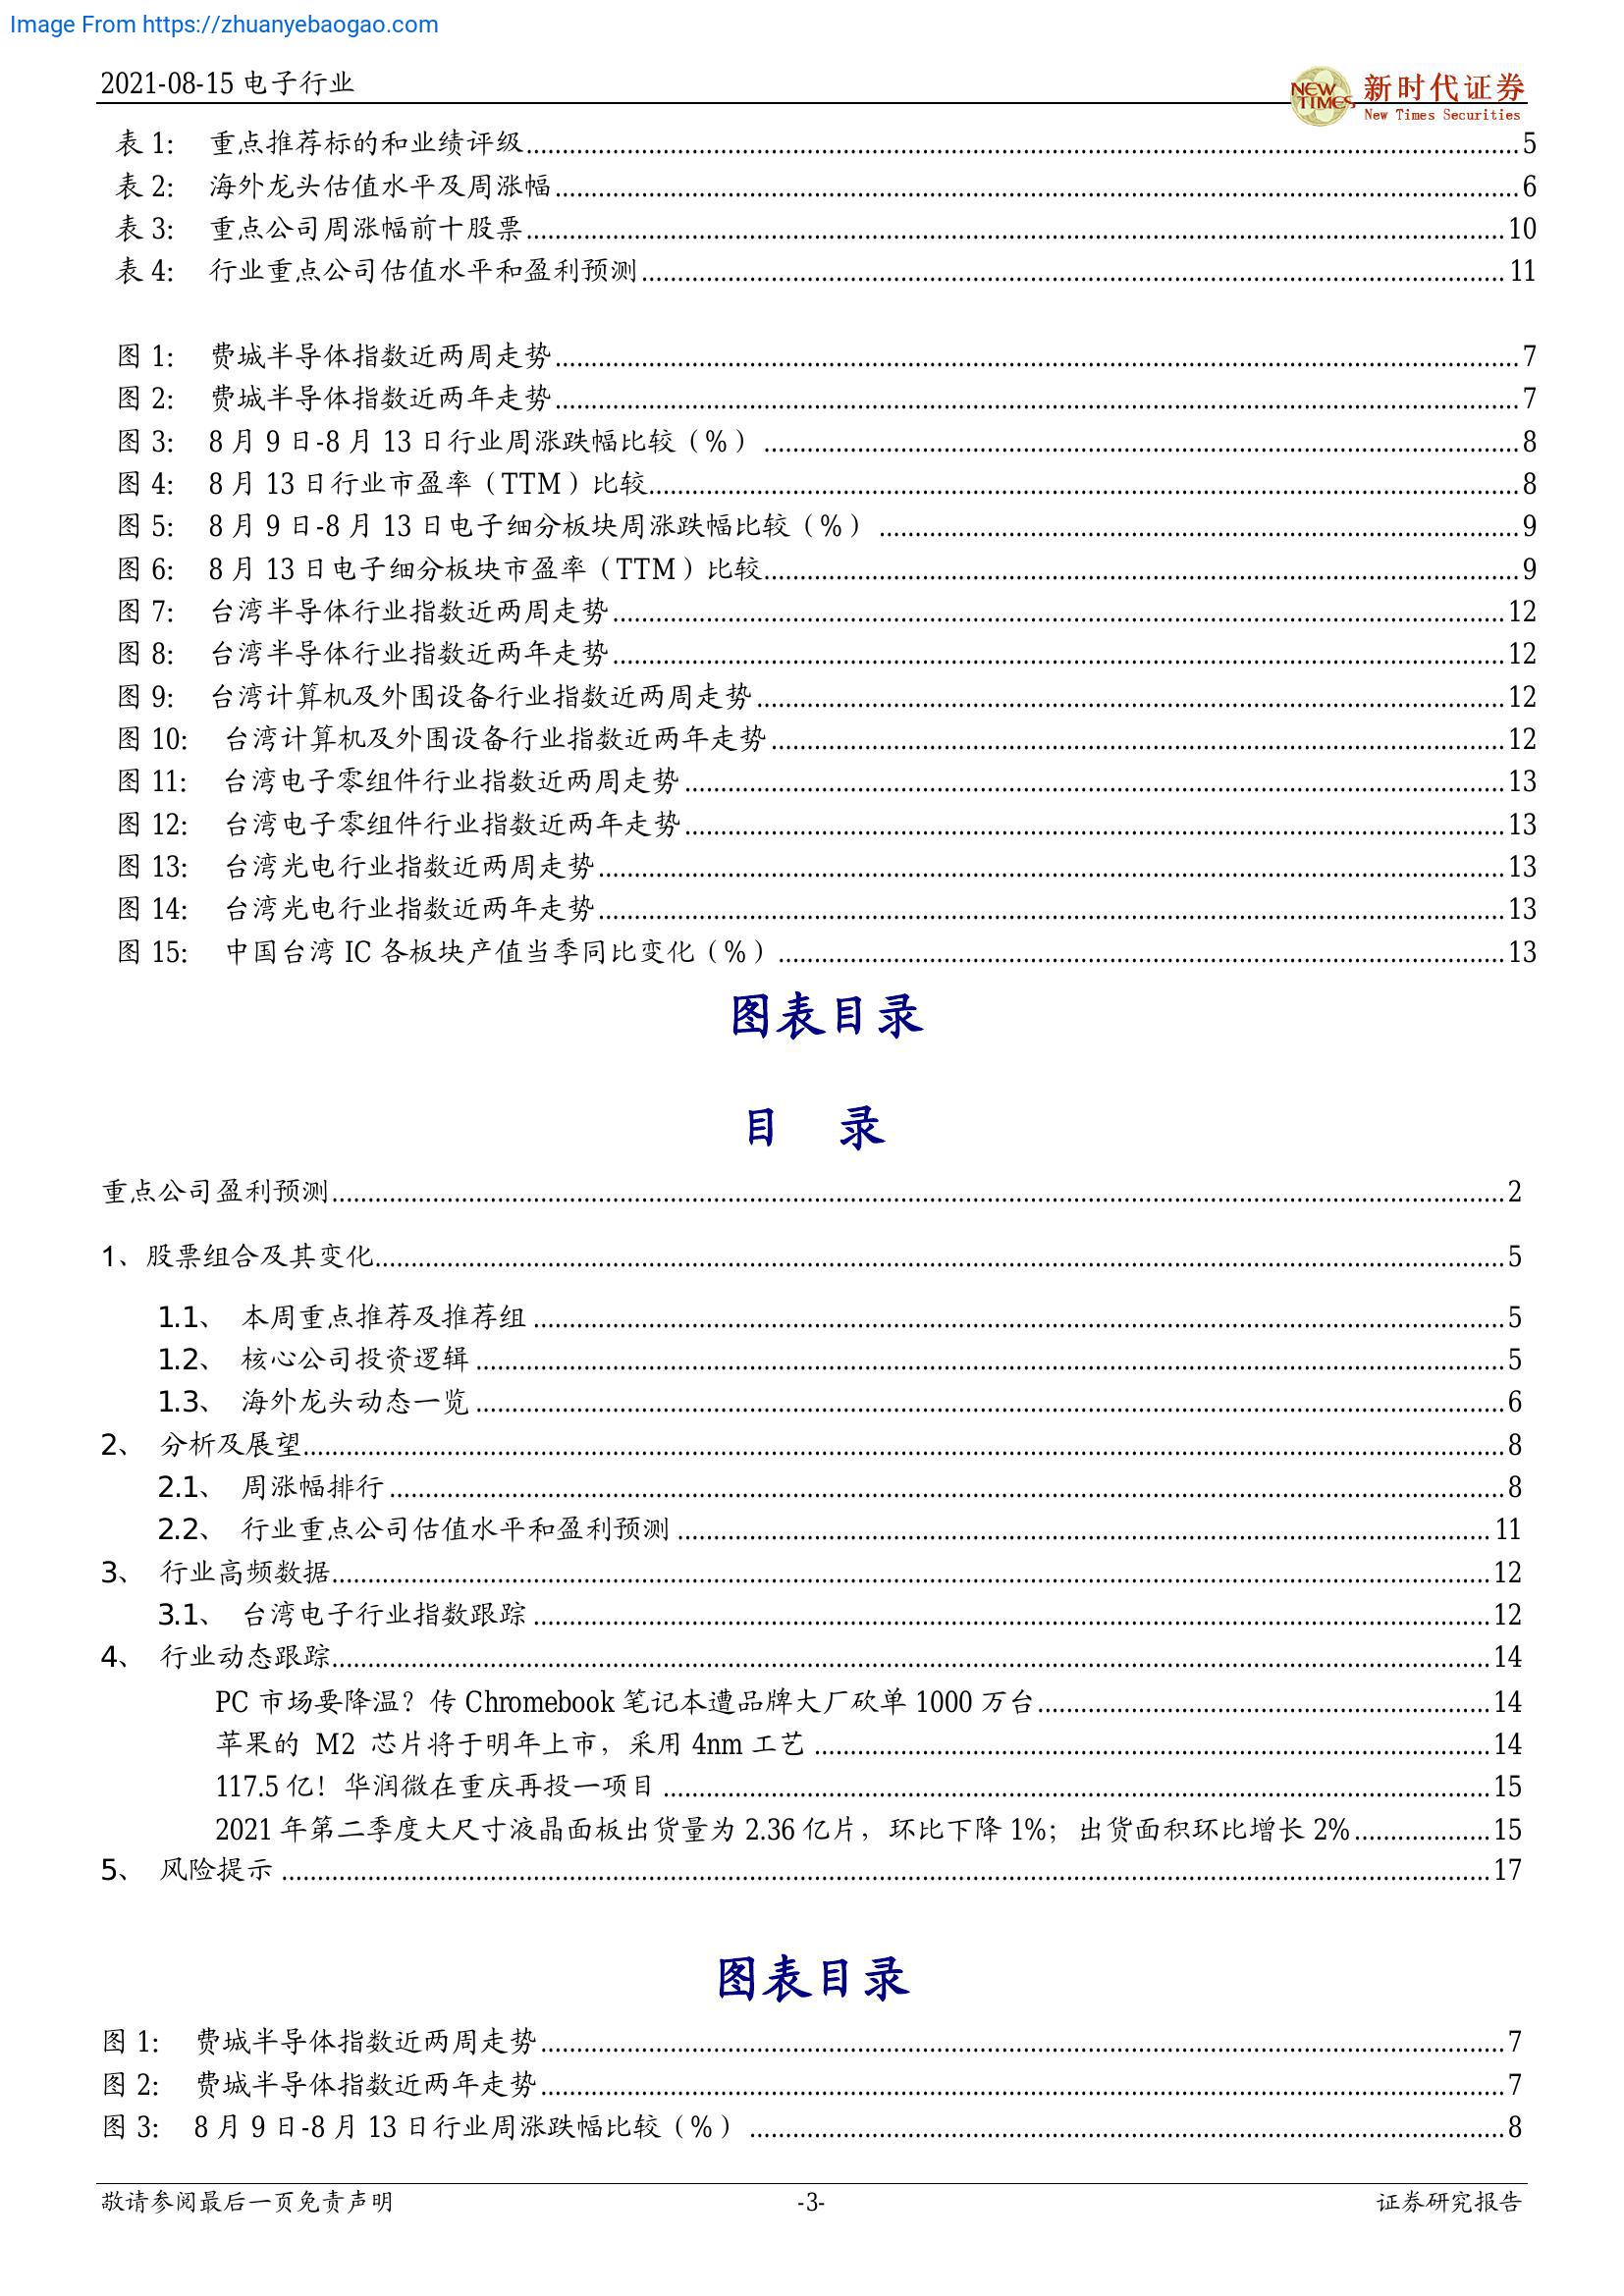 Image From https://zhuanyebaogao.com
2021-08-15 电子行业
NEW TIMES 新时代证券
New Times Securities
表 1: 重点推荐标的和业绩评级 5
表 2: 海外龙头估值水平及周涨幅 6
表 3: 重点公司周涨幅前十股票 10
表 4: 行业重点公司估值水平和盈利预测 11
图 1: 费城半导体指数近两周走势 7
图 2: 费城半导体指数近两年走势 7
图 3: 8 月 9 日-8 月 13 日行业周涨跌幅比较（%） 8
图 4: 8 月 13 日行业市盈率（TTM）比较 8
图 5: 8 月 9 日-8 月 13 日电子细分板块周涨跌幅比较（%） 9
图 6: 8 月 13 日电子细分板块市盈率（TTM）比较 9
图 7: 台湾半导体行业指数近两周走势 12
图 8: 台湾半导体行业指数近两年走势 12
图 9: 台湾计算机及外围设备行业指数近两周走势 12
图 10: 台湾计算机及外围设备行业指数近两年走势 12
图 11: 台湾电子零组件行业指数近两周走势 13
图 12: 台湾电子零组件行业指数近两年走势 13
图 13: 台湾光电行业指数近两周走势 13
图 14: 台湾光电行业指数近两年走势 13
图 15: 中国台湾 IC 各板块产值当季同比变化（%） 13
图表目录
目 录
重点公司盈利预测 2
1、股票组合及其变化 5
1.1、 本周重点推荐及推荐组 5
1.2、 核心公司投资逻辑 5
1.3、 海外龙头动态一览 6
2、 分析及展望 8
2.1、 周涨幅排行 8
2.2、 行业重点公司估值水平和盈利预测 11
3、 行业高频数据 12
3.1、 台湾电子行业指数跟踪 12
4、 行业动态跟踪 14
PC 市场要降温？传 Chromebook 笔记本遭品牌大厂砍单 1000 万台 14
苹果的 M2 芯片将于明年上市，采用 4nm 工艺 14
117.5 亿！华润微在重庆再投一项目 15
2021 年第二季度大尺寸液晶面板出货量为 2.36 亿片，环比下降 1%；出货面积环比增长 2% 15
5、 风险提示 17
图表目录
图 1: 费城半导体指数近两周走势 7
图 2: 费城半导体指数近两年走势 7
图 3: 8 月 9 日-8 月 13 日行业周涨跌幅比较（%） 8
敬请参阅最后一页免责声明 -3- 证券研究报告